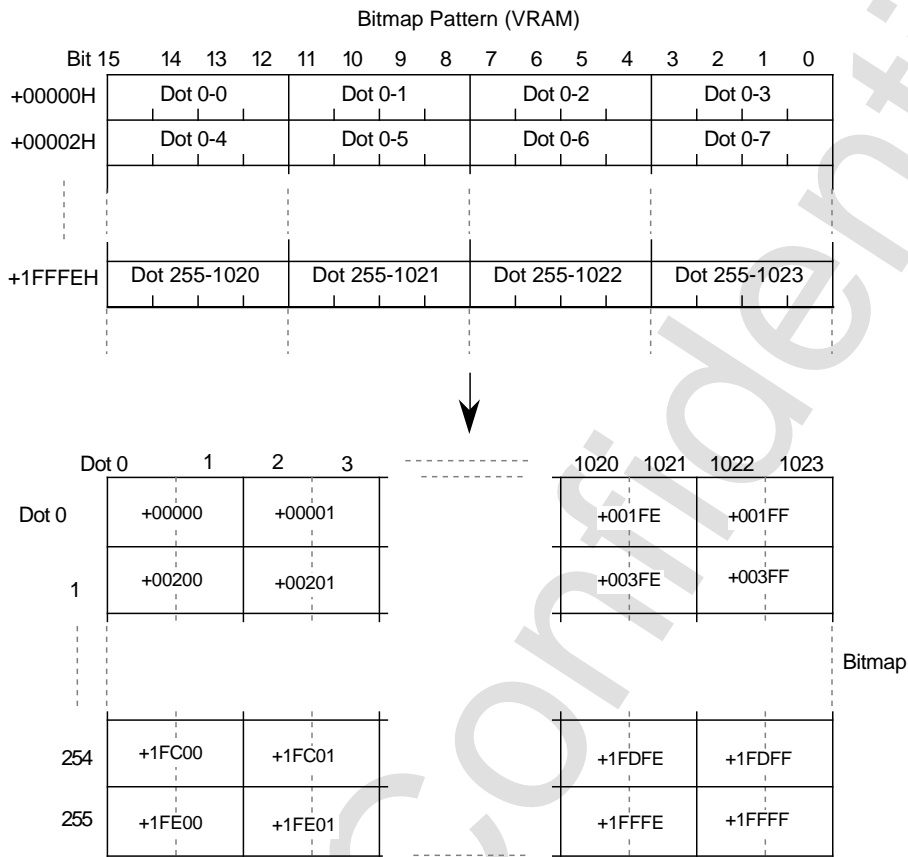 Bitmap Pattern (VRAM)
Bit 15 14 13 12 11 10 9 8 7 6 5 4 3 2 1 0
+00000H Dot 0-0 Dot 0-1 Dot 0-2 Dot 0-3
+00002H Dot 0-4 Dot 0-5 Dot 0-6 Dot 0-7
+1FFFEH Dot 255-1020 Dot 255-1021 Dot 255-1022 Dot 255-1023
Dot 0 1 2 3 1020 1021 1022 1023
Dot 0 +00000 +00001 +001FE +001FF
1 +00200 +00201 +003FE +003FF
Bitmap
254 +1FC00 +1FC01 +1FDFE +1FDFF
255 +1FE00 +1FE01 +1FFFE +1FFFF
Confidenti